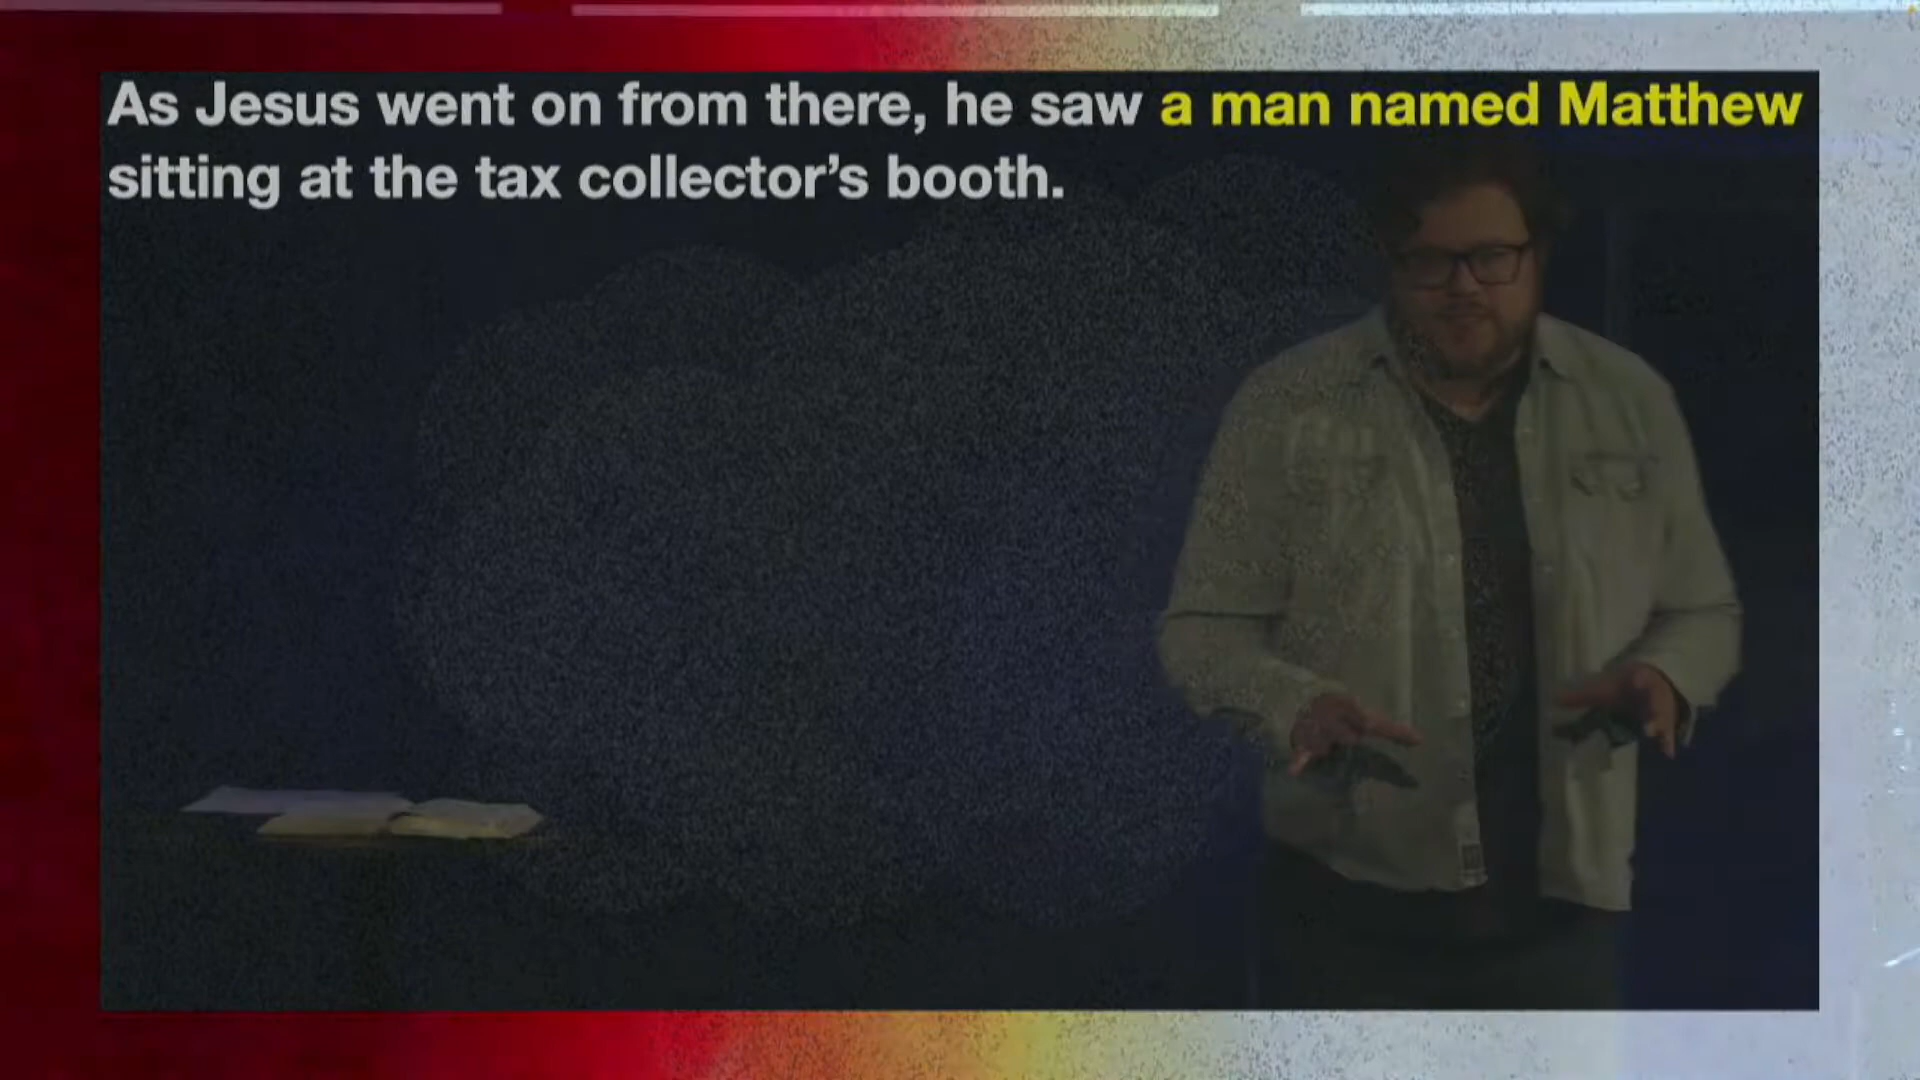 As Jesus went on from there, he saw a man named Matthew
sitting at the tax collector’s booth.